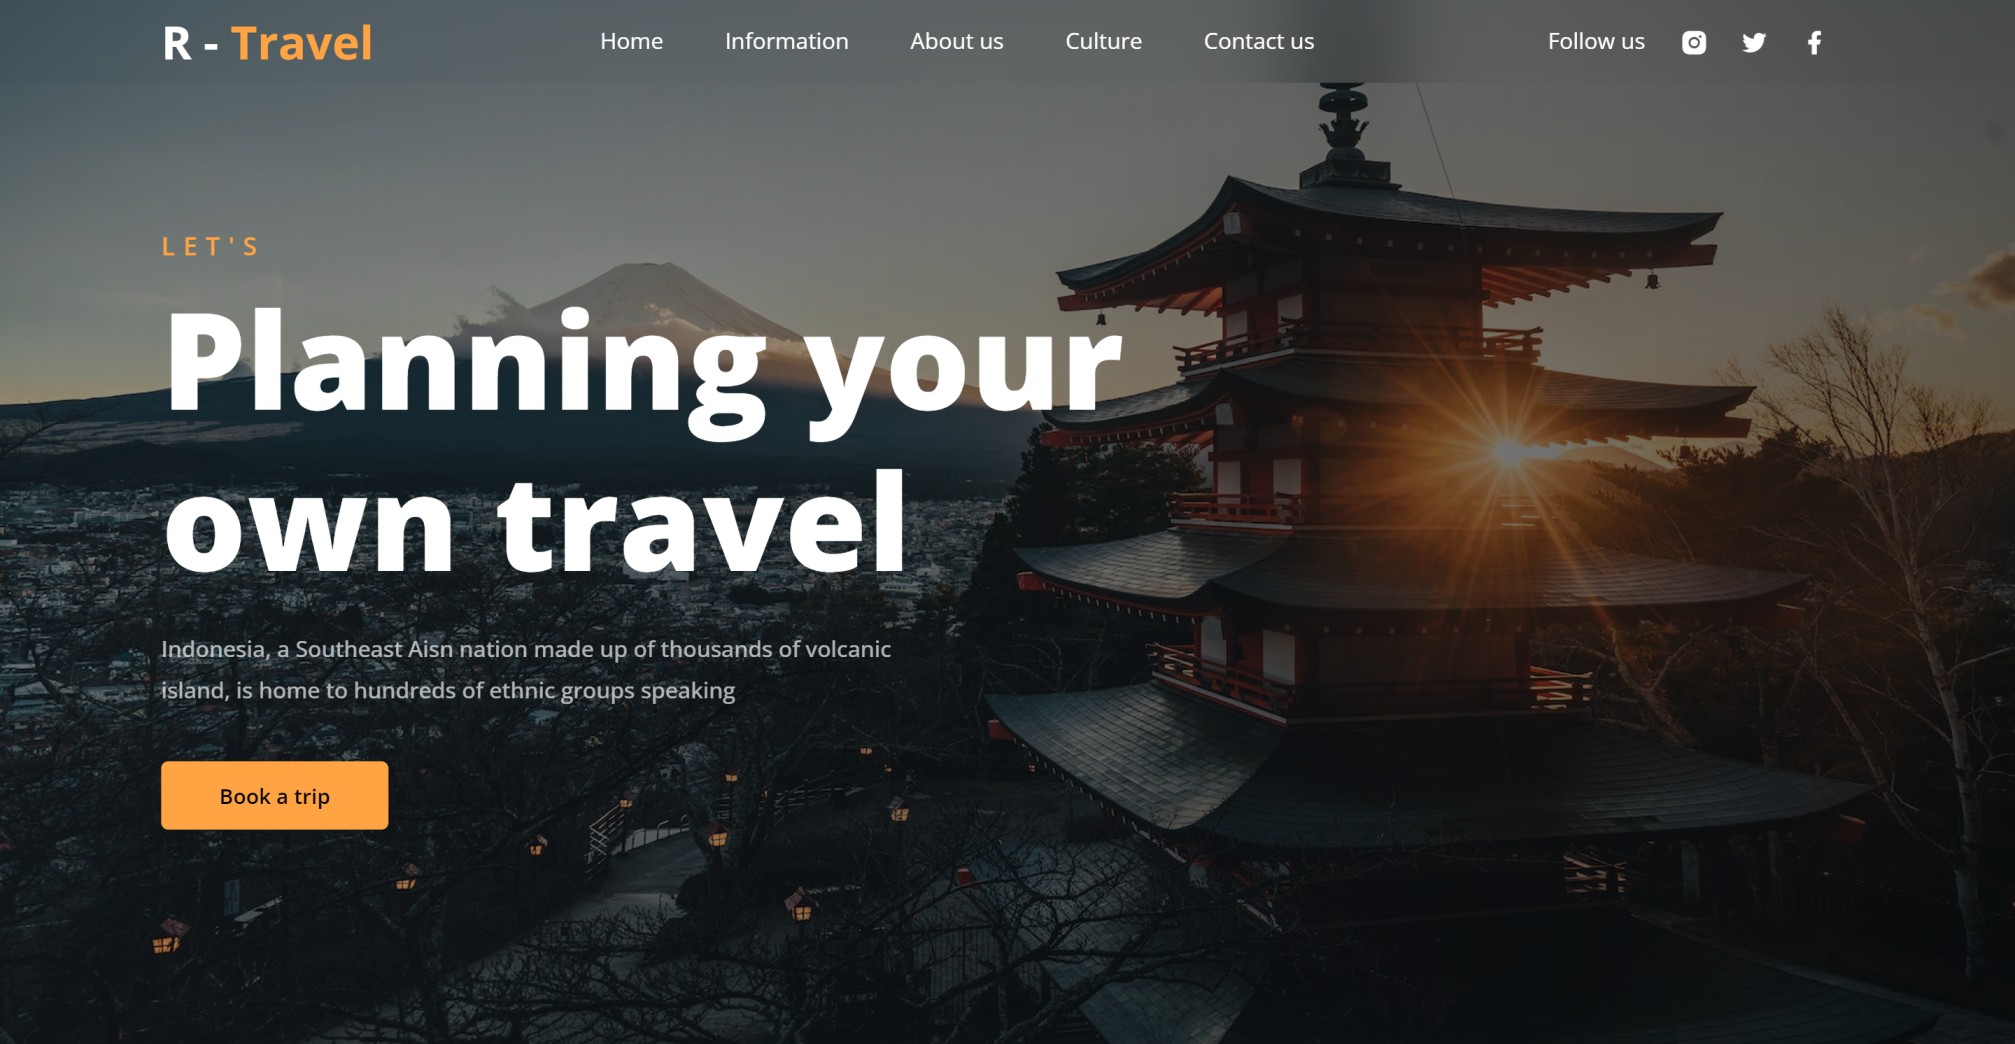 R - Travel
Home
Information
About us
Culture
Contact us
Follow us
LET'S
Planning your
own travel
Indonesia, a Southeast Aisn nation made up of thousands of volcanic
island, is home to hundreds of ethnic groups speaking
Book a trip